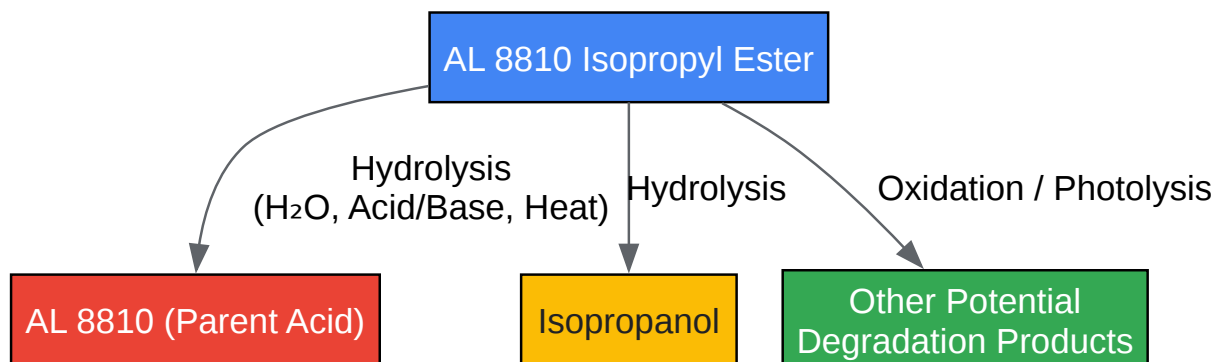 AL 8810 Isopropyl Ester
Hydrolysis
(H₂O, Acid/Base, Heat)
Hydrolysis
Oxidation / Photolysis
AL 8810 (Parent Acid)
Isopropanol
Other Potential
Degradation Products